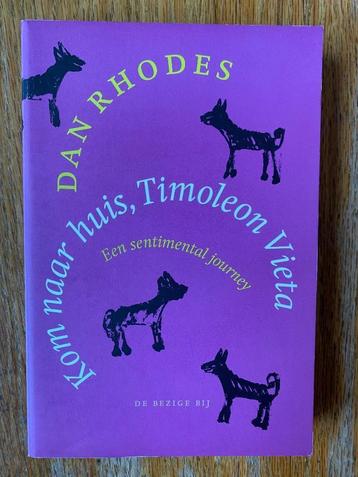 DAN RHODES
Kom naar huis, Timoleon Vieta
Een sentimental journey
DE BEZIGE BIJ